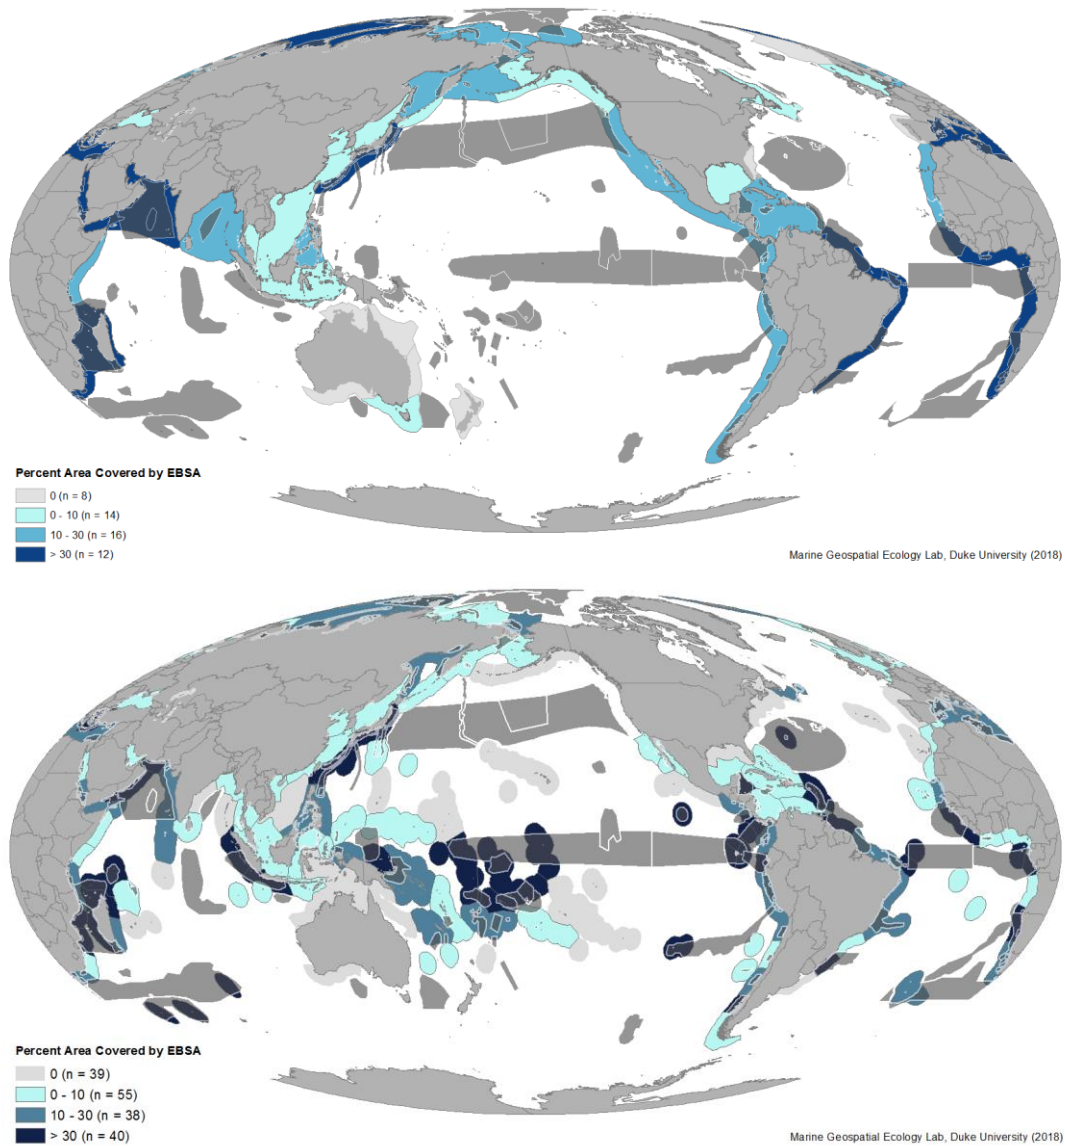 Percent Area Covered by EBSA
0 (n = 8)
0 - 10 (n = 14)
10 - 30 (n = 16)
> 30 (n = 12)
Marine Geospatial Ecology Lab, Duke University (2018)
Percent Area Covered by EBSA
0 (n = 39)
0 - 10 (n = 55)
10 - 30 (n = 38)
> 30 (n = 40)
Marine Geospatial Ecology Lab, Duke University (2018)